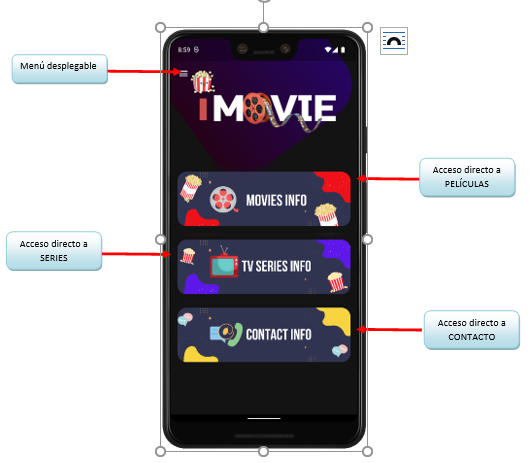 8:59
Menú desplegable
iMOVIE
Acceso directo a
PELÍCULAS
MOVIES INFO
Acceso directo a
SERIES
TV SERIES INFO
Acceso directo a
CONTACTO
CONTACT INFO